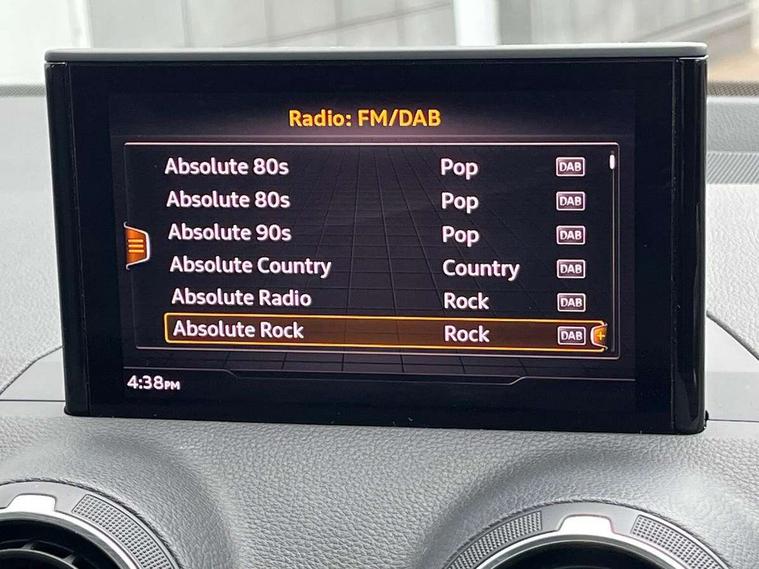 Radio: FM/DAB
Absolute 80s Pop DAB
Absolute 80s Pop DAB
Absolute 90s Pop DAB
Absolute Country Country DAB
Absolute Radio Rock DAB
Absolute Rock Rock DAB +
4:38PM